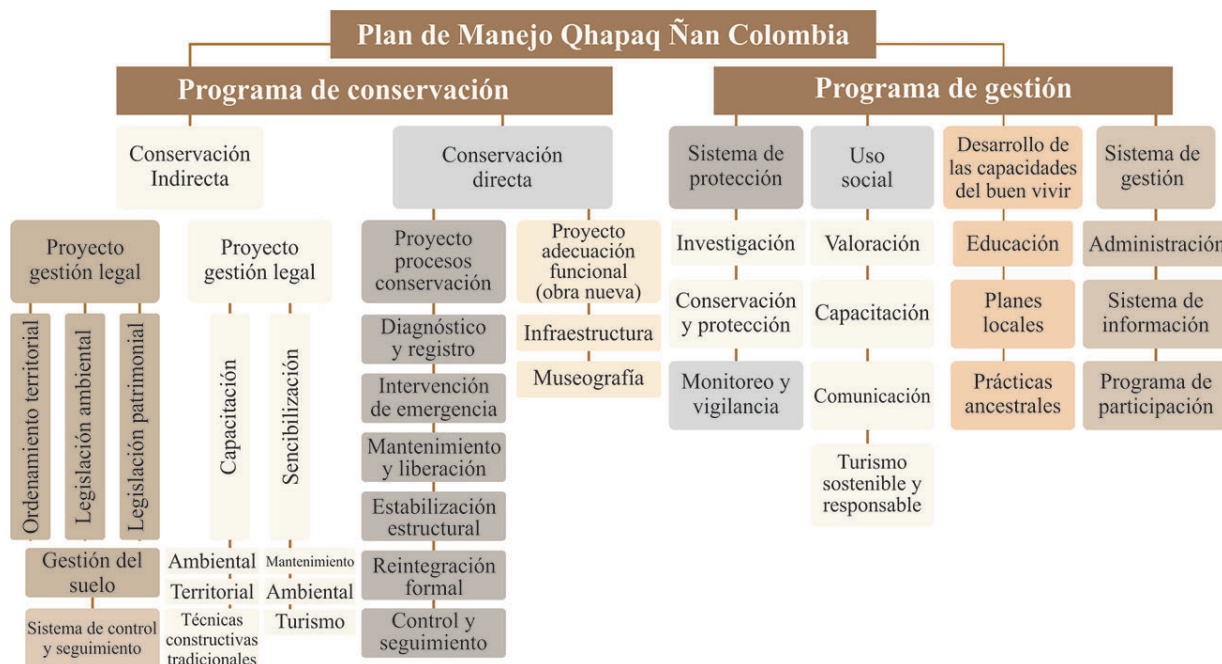 Plan de Manejo Qhapaq Ñan Colombia
Programa de conservación
Programa de gestión
Conservación
Indirecta
Conservación
directa
Sistema de
protección
Uso
social
Desarrollo de
las capacidades
del buen vivir
Sistema de
gestión
Proyecto
gestión legal
Proyecto
gestión legal
Proyecto
procesos
conservación
Proyecto
adecuación
funcional
(obra nueva)
Investigación
Valoración
Educación
Administración
Ordenamiento territorial
Legislación ambiental
Legislación patrimonial
Capacitación
Sencibilización
Diagnóstico
y registro
Intervención
de emergencia
Mantenimiento
y liberación
Estabilización
estructural
Reintegración
formal
Control y
seguimiento
Infraestructura
Museografía
Conservación
y protección
Monitoreo y
vigilancia
Capacitación
Comunicación
Turismo
sostenible y
responsable
Planes
locales
Prácticas
ancestrales
Sistema de
información
Programa de
participación
Gestión del
suelo
Sistema de control
y seguimiento
Ambiental
Territorial
Técnicas
constructivas
tradicionales
Mantenimiento
Ambiental
Turismo